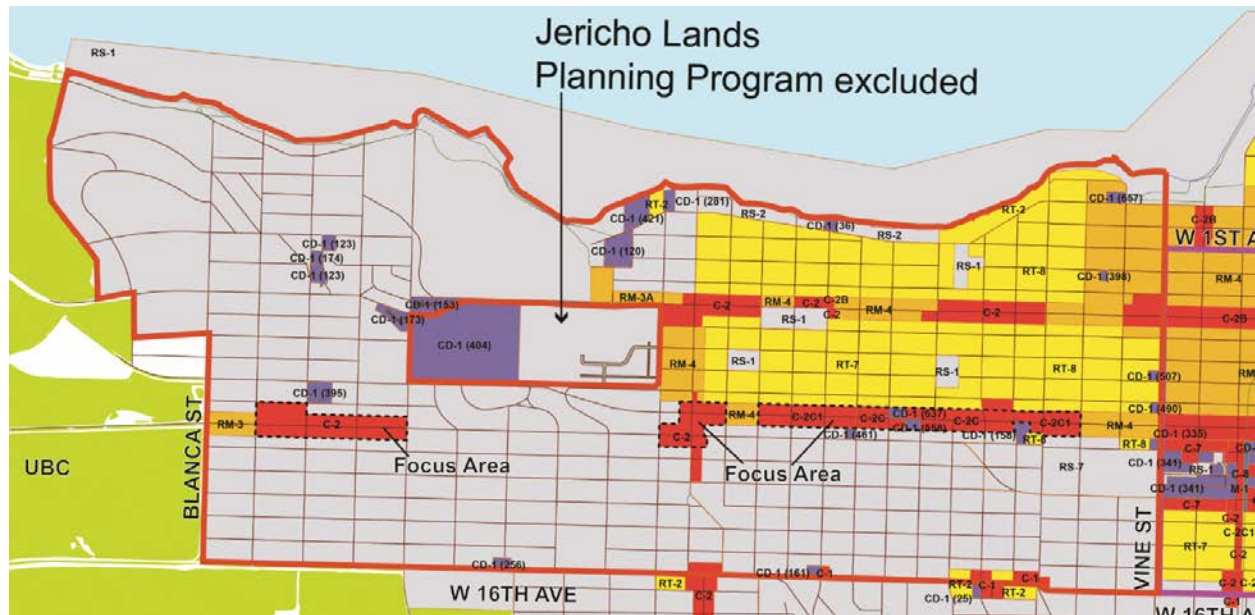 Jericho Lands
Planning Program excluded
RS-1
RT-2
CD-1 (281)
CD-1 (421)
RS-2
CD-1 (36)
RS-2
RT-2
CD-1 (657)
C-2B
W 1ST A
CD-1 (120)
CD-1 (123)
CD-1 (174)
CD-1 (123)
RS-1
RT-8
CD-1 (398)
RM-4
CD-1 (153)
CD-1 (173)
RM-3A
C-2
RM-4
C-2
C-2B
C-2
RS-1
RM-4
C-2
C-2B
CD-1 (404)
RM-4
RS-1
RT-7
RS-1
RT-8
CD-1 (507)
RM
CD-1 (395)
CD-1 (490)
RM-3
C-2
RM-4
C-2C1
C-2C
CD-1 (637)
C-2C
C-2C1
RM-4
C-2
CD-1 (461)
CD-1 (158)
RT-8
CD-1 (335)
C-7
CD-
Focus Area
Focus Area
RS-7
CD-1 (341)
RS-1
C-8
CD-1 (341)
M-1
C-7
UBC
BLANCA ST
VINE ST
C-2
C-2C1
RT-7
C-2
CD-1 (256)
CD-1 (161)
C-1
W 16TH AVE
RT-2
C-2
RT-2
C-1
C-1
RT-2
CD-1 (25)
C-2
C-2
C-1
W 16TH